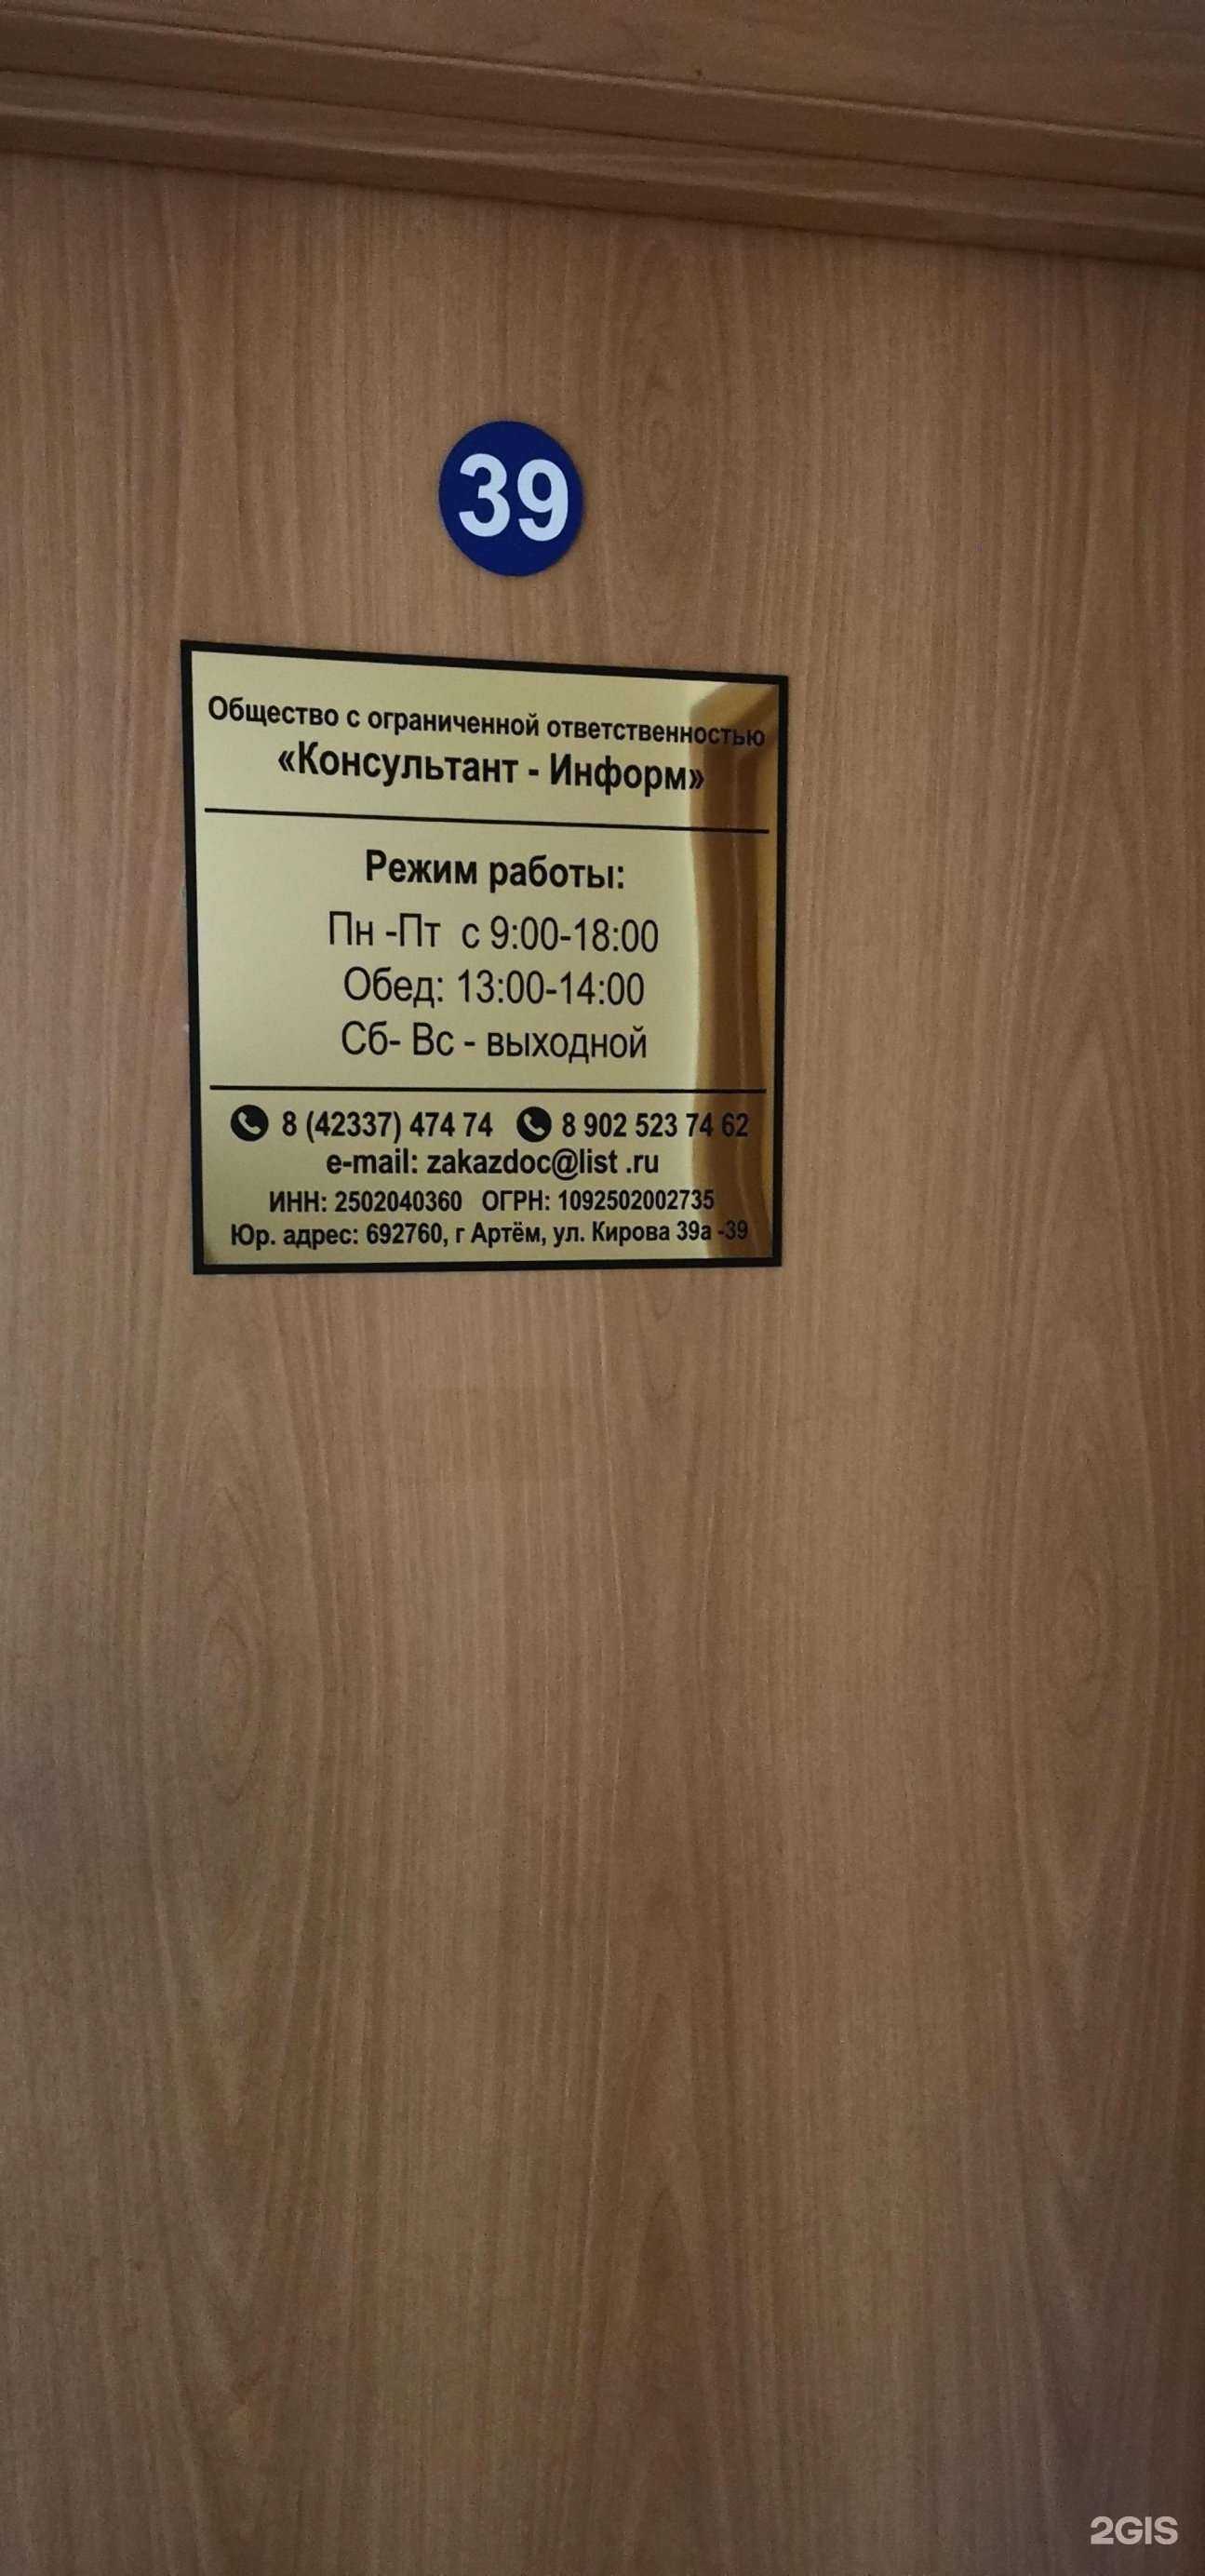 39
Общество с ограниченной ответственностью
«Консультант - Информ»
Режим работы:
Пн -Пт с 9:00-18:00
Обед: 13:00-14:00
Сб- Вс - выходной
8 (42337) 474 74 8 902 523 74 62
e-mail: zakazdoc@list .ru
ИНН: 2502040360 ОГРН: 1092502002735
Юр. адрес: 692760, г Артём, ул. Кирова 39а -39
2GIS